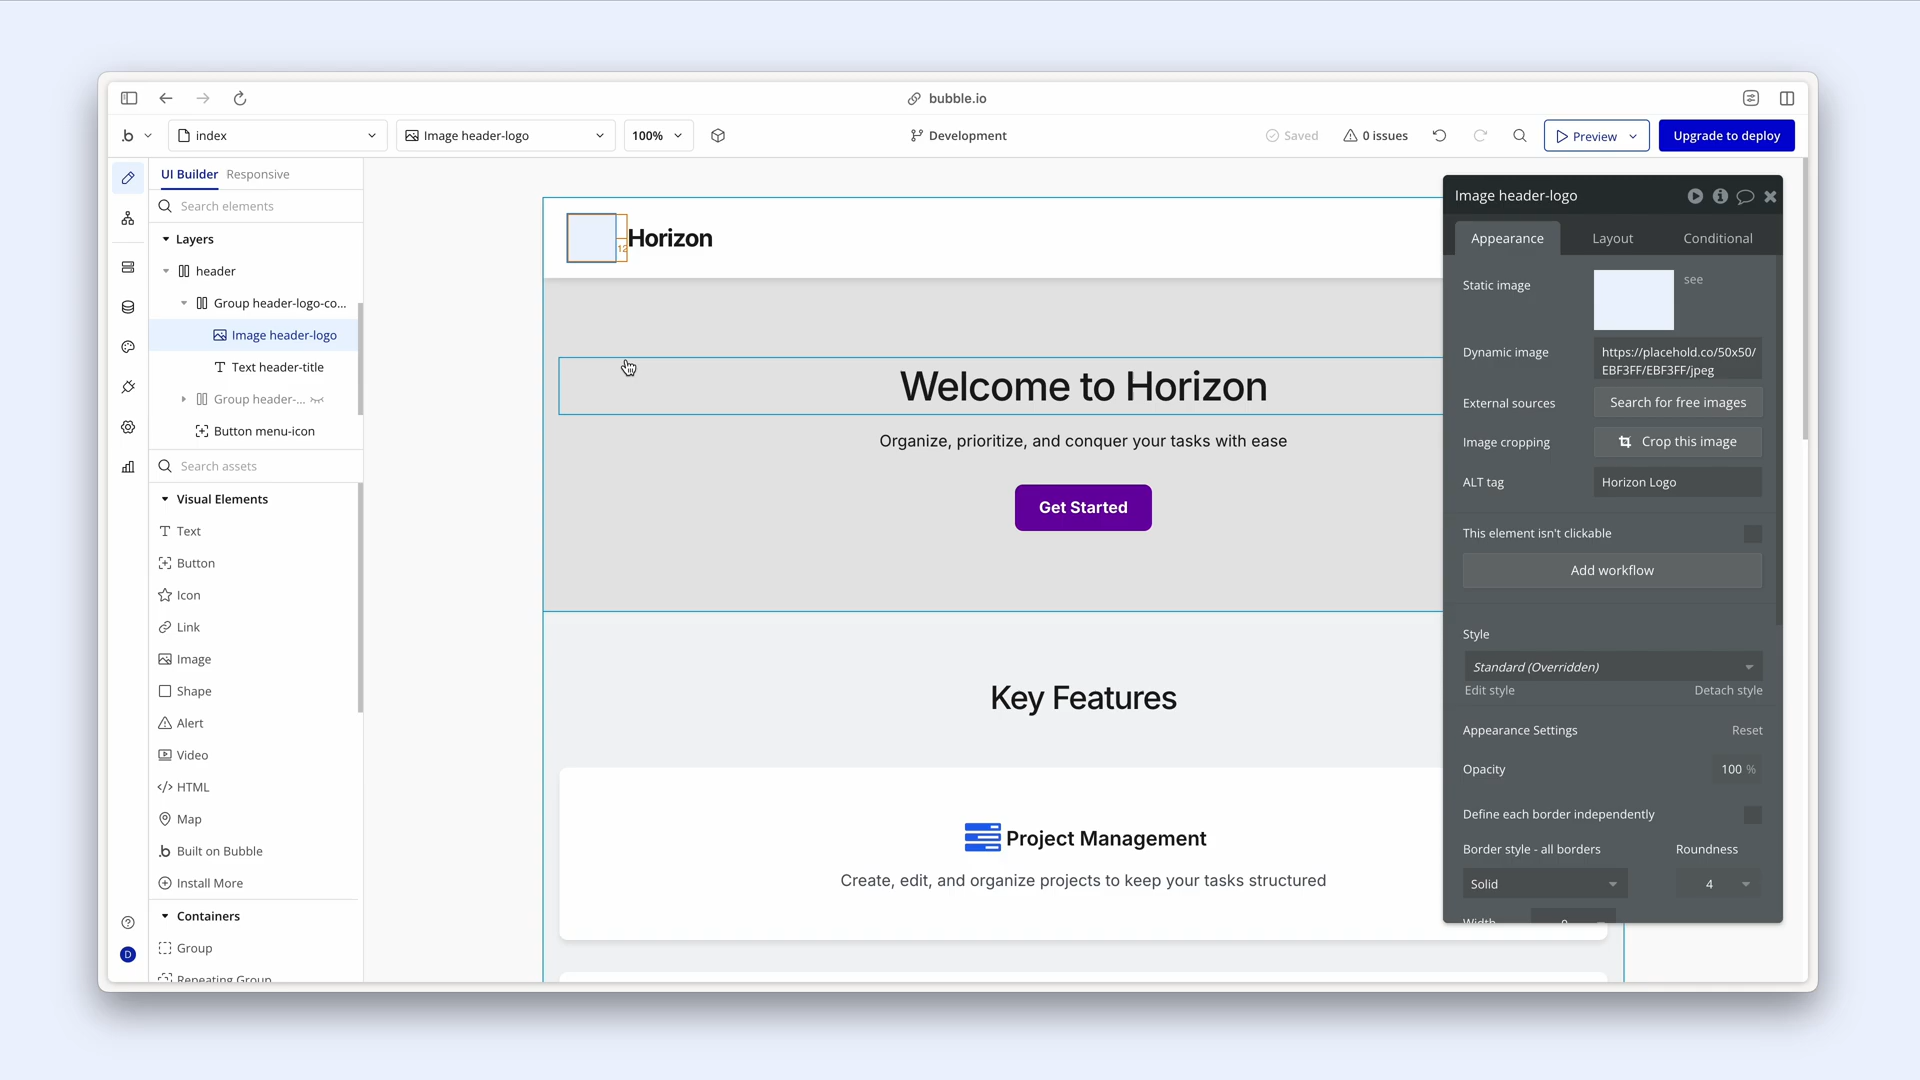 bubble.io
index
Image header-logo
100%
Development
Saved
0 issues
Preview
Upgrade to deploy
UI Builder
Responsive
Search elements
Layers
header
Group header-logo-co...
Image header-logo
Text header-title
Group header-...
Button menu-icon
Search assets
Visual Elements
Text
Button
Icon
Link
Image
Shape
Alert
Video
HTML
Map
Built on Bubble
Install More
Containers
Group
Repeating Group
D
12
Horizon
Welcome to Horizon
Organize, prioritize, and conquer your tasks with ease
Get Started
Key Features
Project Management
Create, edit, and organize projects to keep your tasks structured
Image header-logo
Appearance
Layout
Conditional
Static image
see
Dynamic image
https://placehold.co/50x50/
EBF3FF/EBF3FF/jpeg
External sources
Search for free images
Image cropping
Crop this image
ALT tag
Horizon Logo
This element isn't clickable
Add workflow
Style
Standard (Overridden)
Edit style
Detach style
Appearance Settings
Reset
Opacity
100 %
Define each border independently
Border style - all borders
Roundness
Solid
4
Width
0